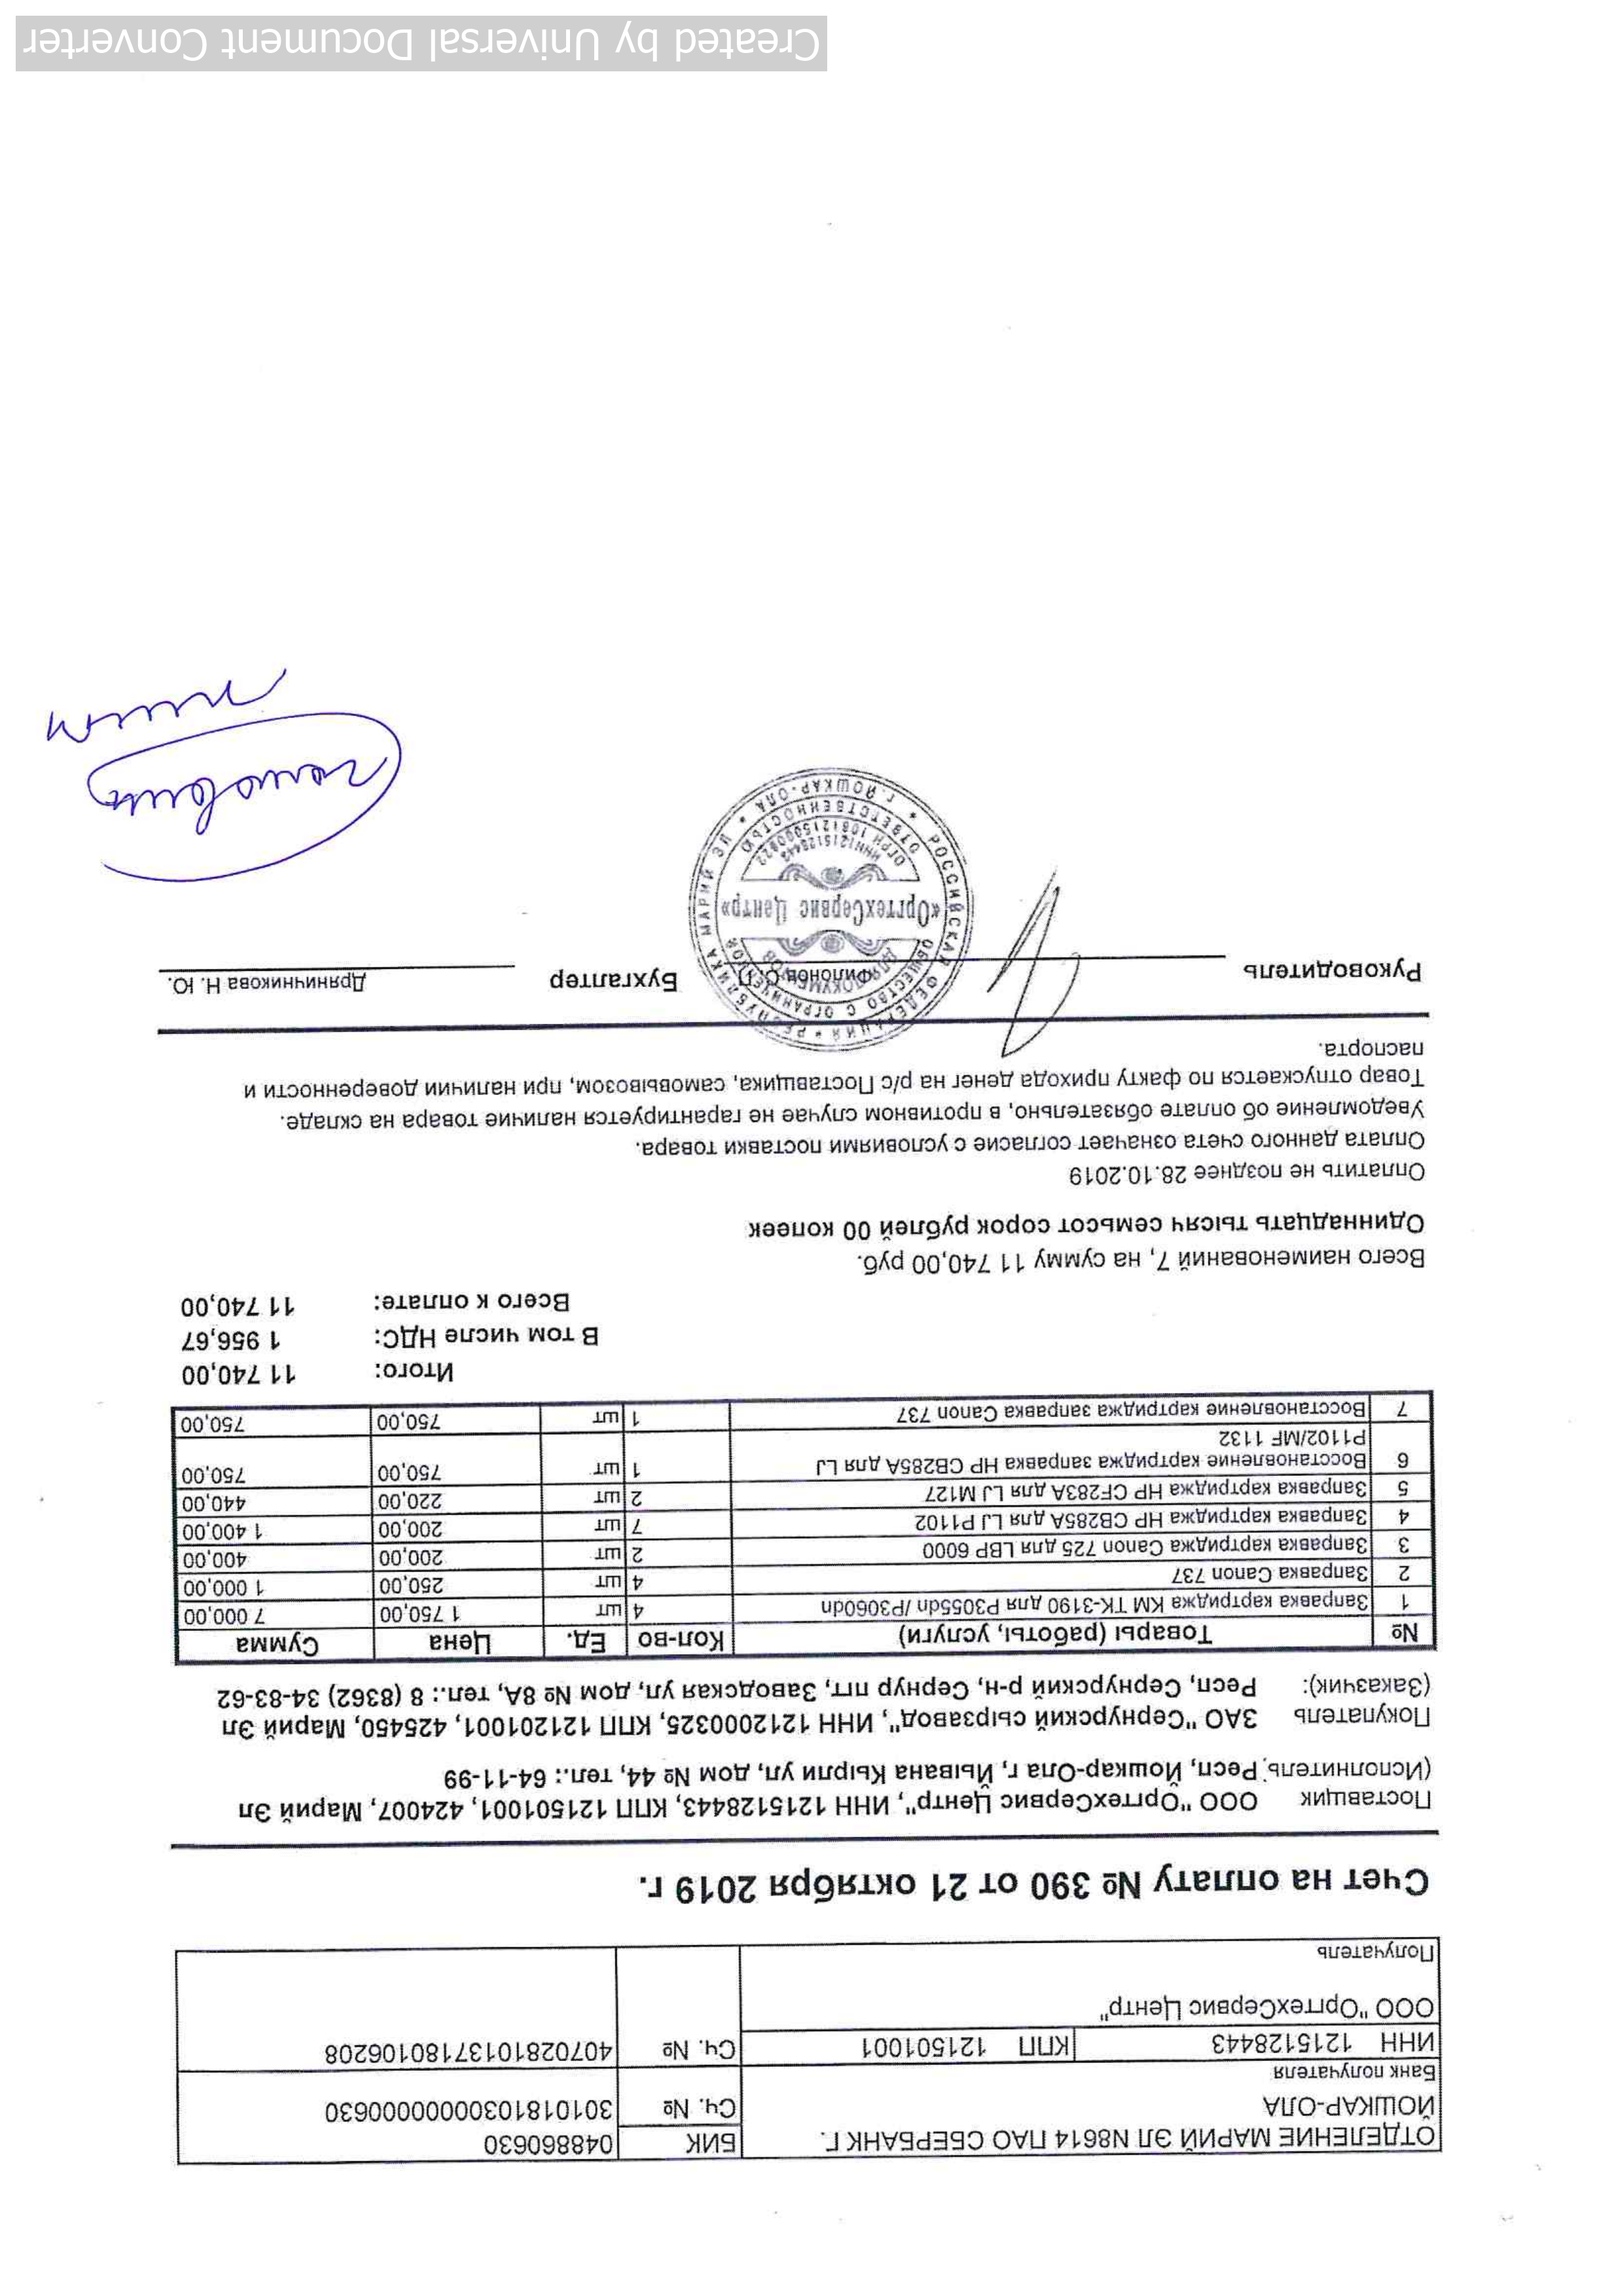 ОТДЕЛЕНИЕ МАРИЙ ЭЛ N8614 ПАО СБЕРБАНК Г. БИК 048860630
ЙОШКАР-ОЛА Сч. № 30101810300000000630
Банк получателя
ИНН 1215128443 КПП 121501001 Сч. № 40702810137180106208
ООО "ОргтехСервис Центр"
Получатель
Счет на оплату № 390 от 21 октября 2019 г.
Поставщик ООО "ОргтехСервис Центр", ИНН 1215128443, КПП 121501001, 424007, Марий Эл
(Исполнитель: Респ, Йошкар-Ола г, Йывана Кырли ул, дом № 44, тел.: 64-11-99
Покупатель ЗАО "Сернурский сырзавод", ИНН 1212000325, КПП 121201001, 425450, Марий Эл
(Заказчик): Респ, Сернурский р-н, Сернур пгт, Заводская ул, дом № 8А, тел.: 8 (8362) 34-83-62
№ Товары (работы, услуги) Кол-во Ед. Цена Сумма
1 Заправка картриджа KM TK-3190 для P3055dn /P3060dn 4 шт 1 750,00 7 000,00
2 Заправка Canon 737 4 шт 250,00 1 000,00
3 Заправка картриджа Canon 725 для LBP 6000 2 шт 200,00 400,00
4 Заправка картриджа HP CB285A для LJ P1102 7 шт 200,00 1 400,00
5 Заправка картриджа HP CF283A для LJ M127 2 шт 220,00 440,00
6 Восстановление картриджа заправка HP CB285A для LJ 1 шт 750,00 750,00
P1102/MF 1132
7 Восстановление картриджа заправка Canon 737 1 шт 750,00 750,00
Итого: 11 740,00
В том числе НДС: 1 956,67
Всего к оплате: 11 740,00
Всего наименований 7, на сумму 11 740,00 руб.
Одиннадцать тысяч семьсот сорок рублей 00 копеек
Оплатить не позднее 28.10.2019
Оплата данного счета означает согласие с условиями поставки товара.
Уведомление об оплате обязательно, в противном случае не гарантируется наличие товара на складе.
Товар отпускается по факту прихода денег на р/с Поставщика, самовывозом, при наличии доверенности и
паспорта.
Руководитель Филонов С. Бухгалтер Дряничникова Н. Ю.
РОССИЙСКАЯ ФЕДЕРАЦИЯ * РЕСПУБЛИКА МАРИЙ ЭЛ * Г. ЙОШКАР-ОЛА *
ОБЩЕСТВО С ОГРАНИЧЕННОЙ ОТВЕТСТВЕННОСТЬЮ
ДЛЯ ДОКУМЕНТОВ
«ОргтехСервис Центр»
ИНН 1215128443
Created by Universal Document Converter